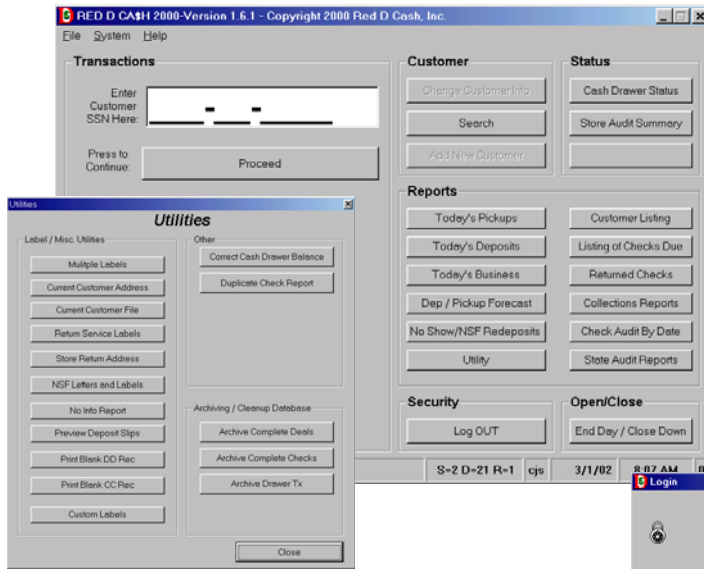 RED D CA$H 2000-Version 1.6.1 - Copyright 2000 Red D Cash, Inc.
File System Help
Transactions
Enter
Customer
SSN Here:
- -
Press to
Continue:
Proceed
Customer
Change Customer Info
Search
Add New Customer
Status
Cash Drawer Status
Store Audit Summary
Reports
Today's Pickups
Customer Listing
Today's Deposits
Listing of Checks Due
Today's Business
Returned Checks
Dep / Pickup Forecast
Collections Reports
No Show/NSF Redeposits
Check Audit By Date
Utility
State Audit Reports
Security
Log OUT
Open/Close
End Day / Close Down
S=2 D=21 R=1 cjs 3/1/02 8:07 AM
Utilities
Utilities
Label / Misc. Utilities
Mulitple Labels
Current Customer Address
Current Customer File
Return Service Labels
Store Return Address
NSF Letters and Labels
No Info Report
Preview Deposit Slips
Print Blank DD Rec
Print Blank CC Rec
Custom Labels
Other
Correct Cash Drawer Balance
Duplicate Check Report
Archiving / Cleanup Database
Archive Complete Deals
Archive Complete Checks
Archive Drawer Tx
Close
Login